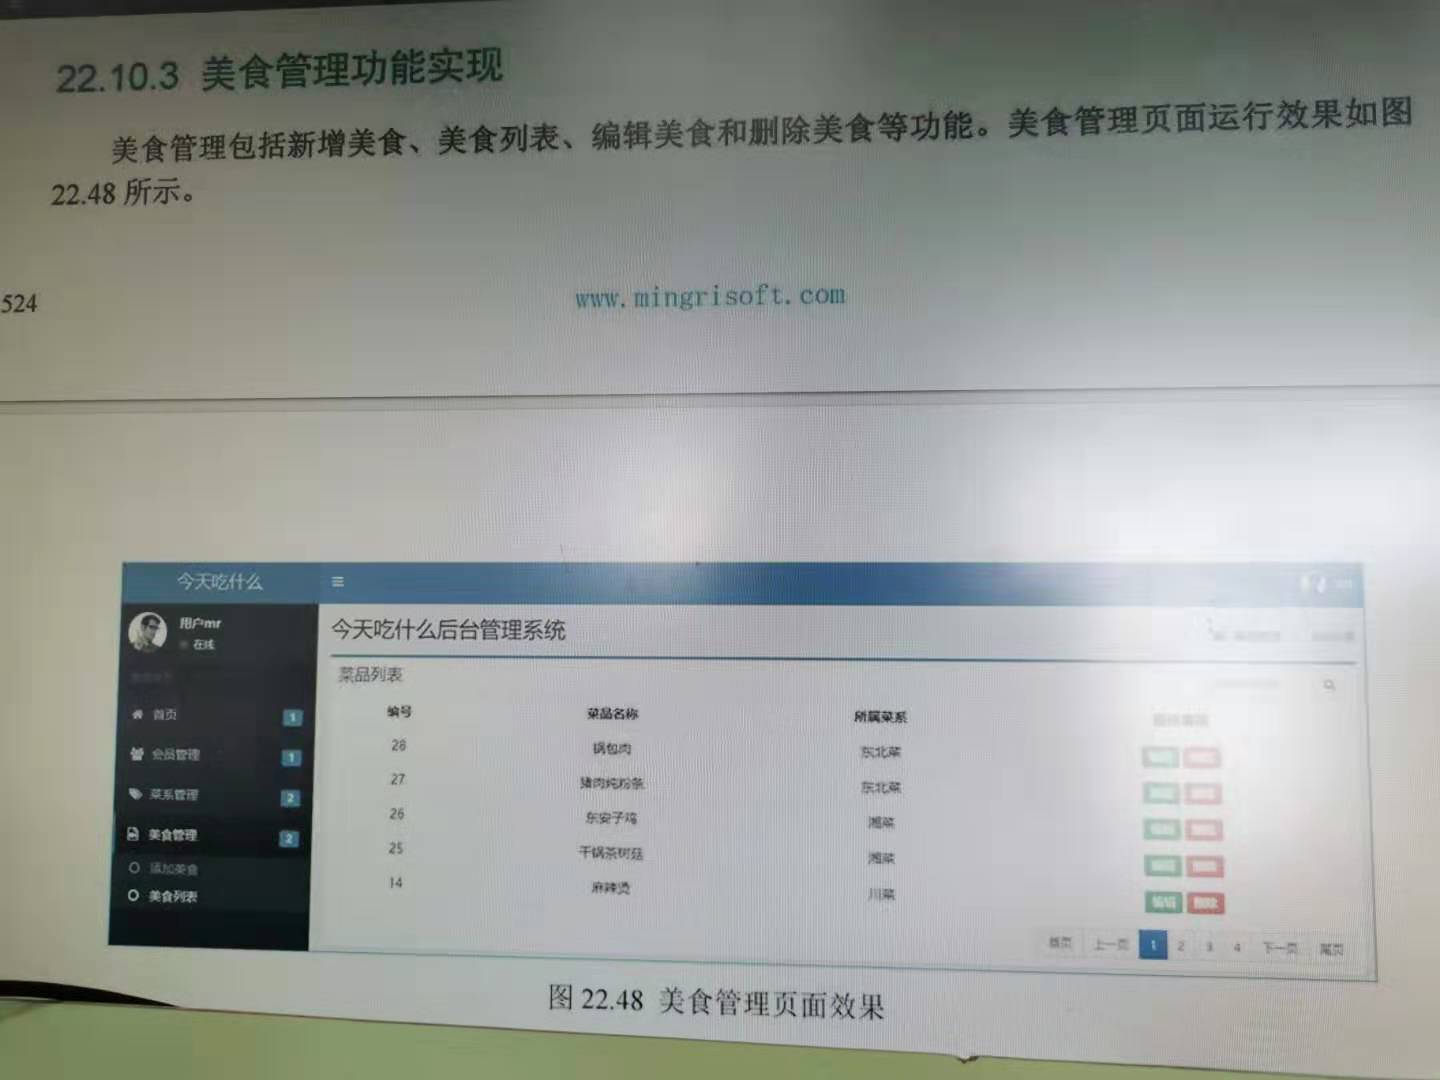 22.10.3 美食管理功能实现
美食管理包括新增美食、美食列表、编辑美食和删除美食等功能。美食管理页面运行效果如图
22.48 所示。
524
www.mingrisoft.com
今天吃什么
用户mr
在线
今天吃什么后台管理系统
菜品列表
首页 1
会员管理 1
菜系管理 2
美食管理 2
添加美食
美食列表
编号 菜品名称 所属菜系
28 锅包肉 东北菜
27 猪肉炖粉条 东北菜
26 东安子鸡 湘菜
25 干锅茶树菇 湘菜
14 麻辣烫 川菜 编辑 删除
首页 上一页 1 2 3 4 下一页 尾页
图 22.48 美食管理页面效果